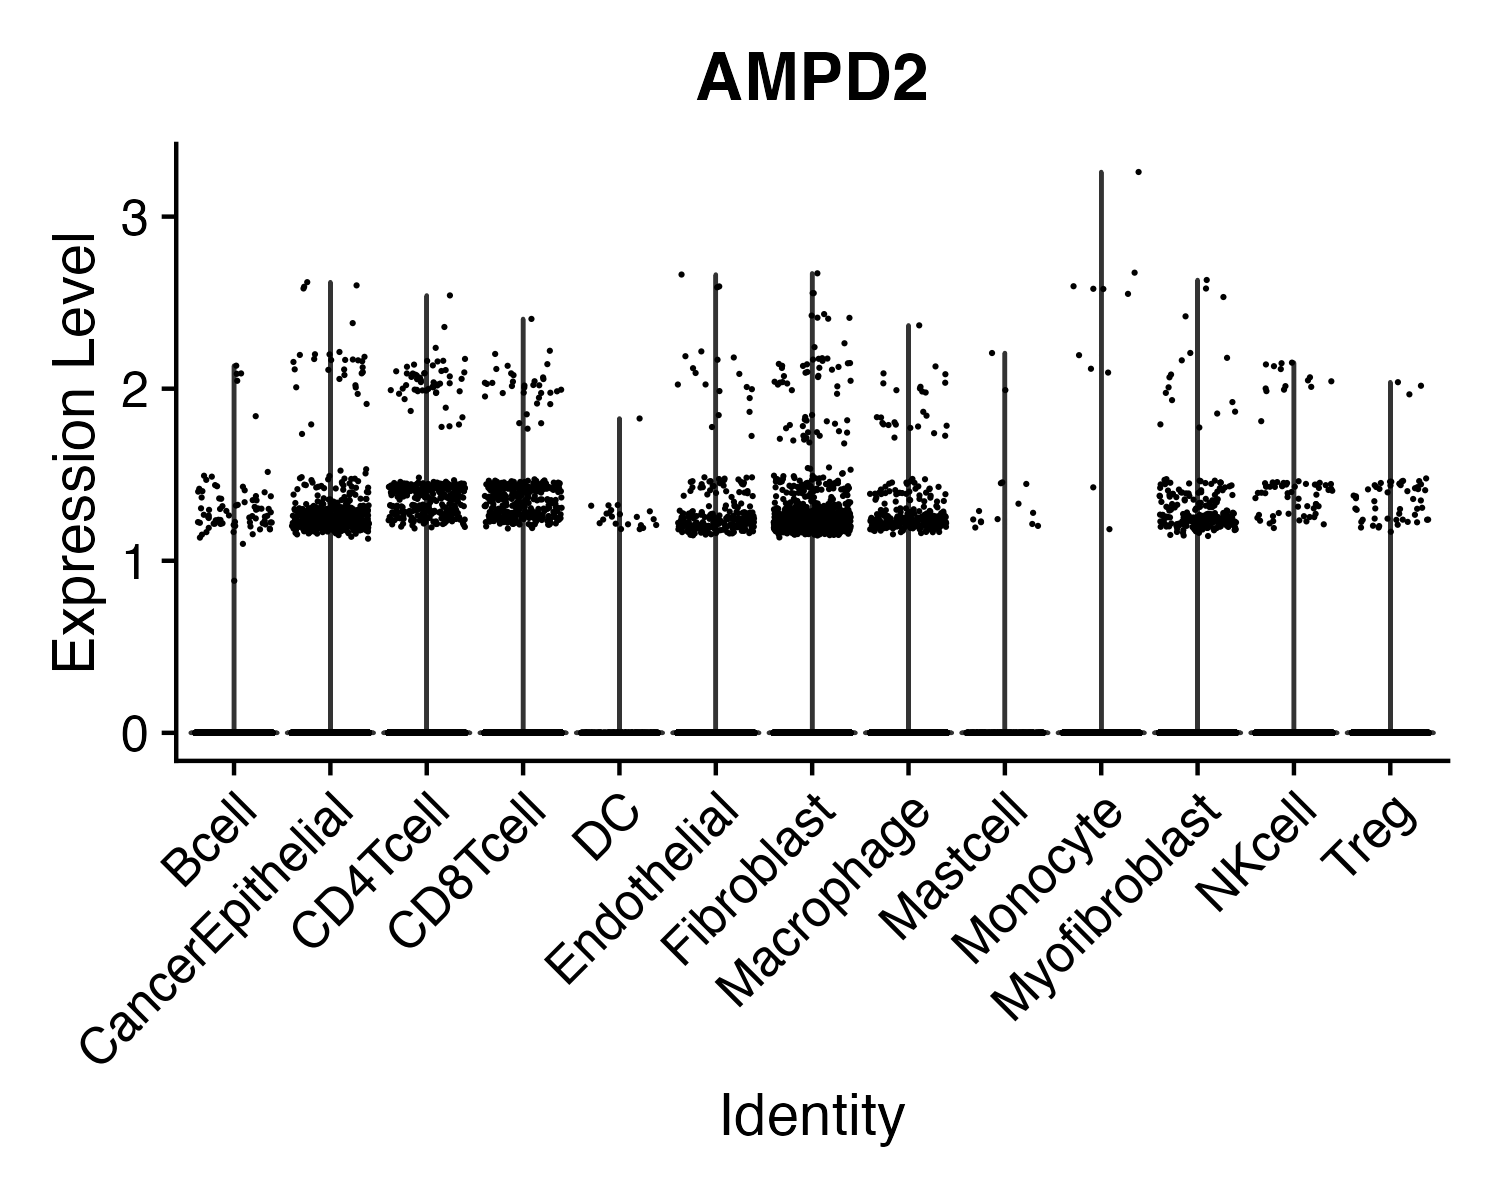 AMPD2
Expression Level
3
2
1
0
Bcell
CancerEpithelial
CD4Tcell
CD8Tcell
DC
Endothelial
Fibroblast
Macrophage
Mastcell
Monocyte
Myofibroblast
NKcell
Treg
Identity